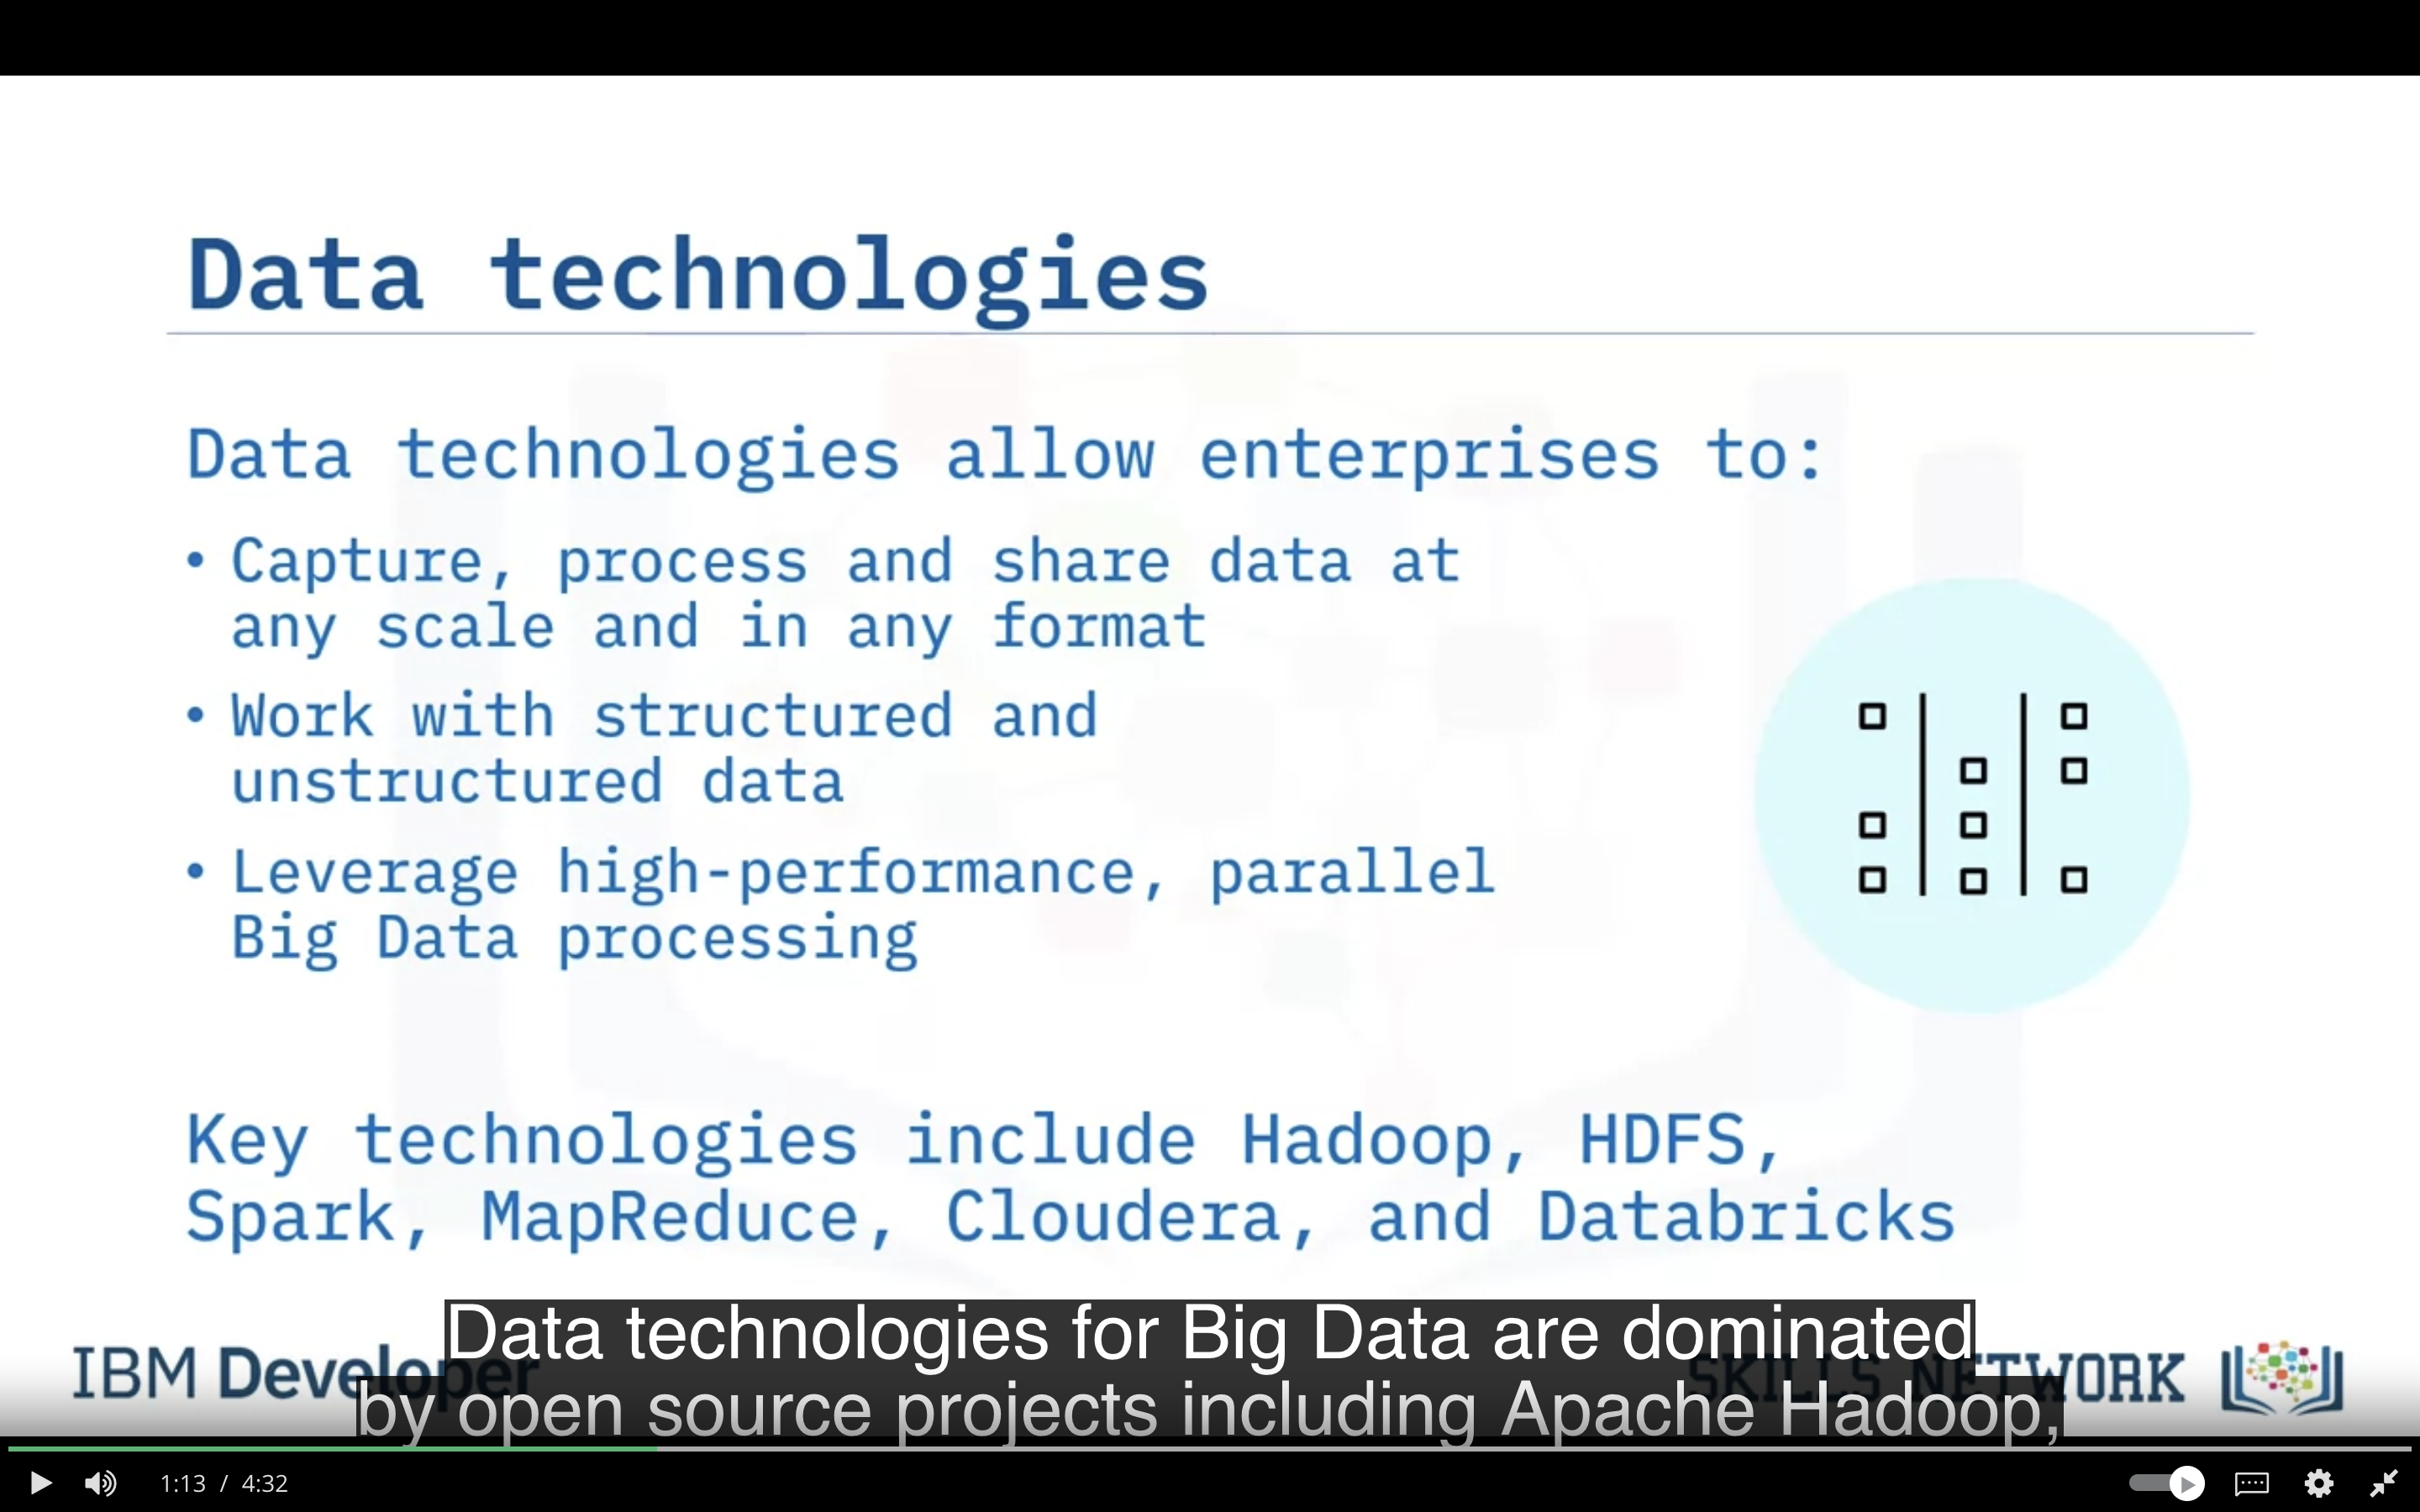 Data technologies
Data technologies allow enterprises to:
• Capture, process and share data at
any scale and in any format
• Work with structured and
unstructured data
• Leverage high-performance, parallel
Big Data processing
Key technologies include Hadoop, HDFS,
Spark, MapReduce, Cloudera, and Databricks
Data technologies for Big Data are dominated
by open source projects including Apache Hadoop,
IBM Developer
SKILLS NETWORK
1:13 / 4:32